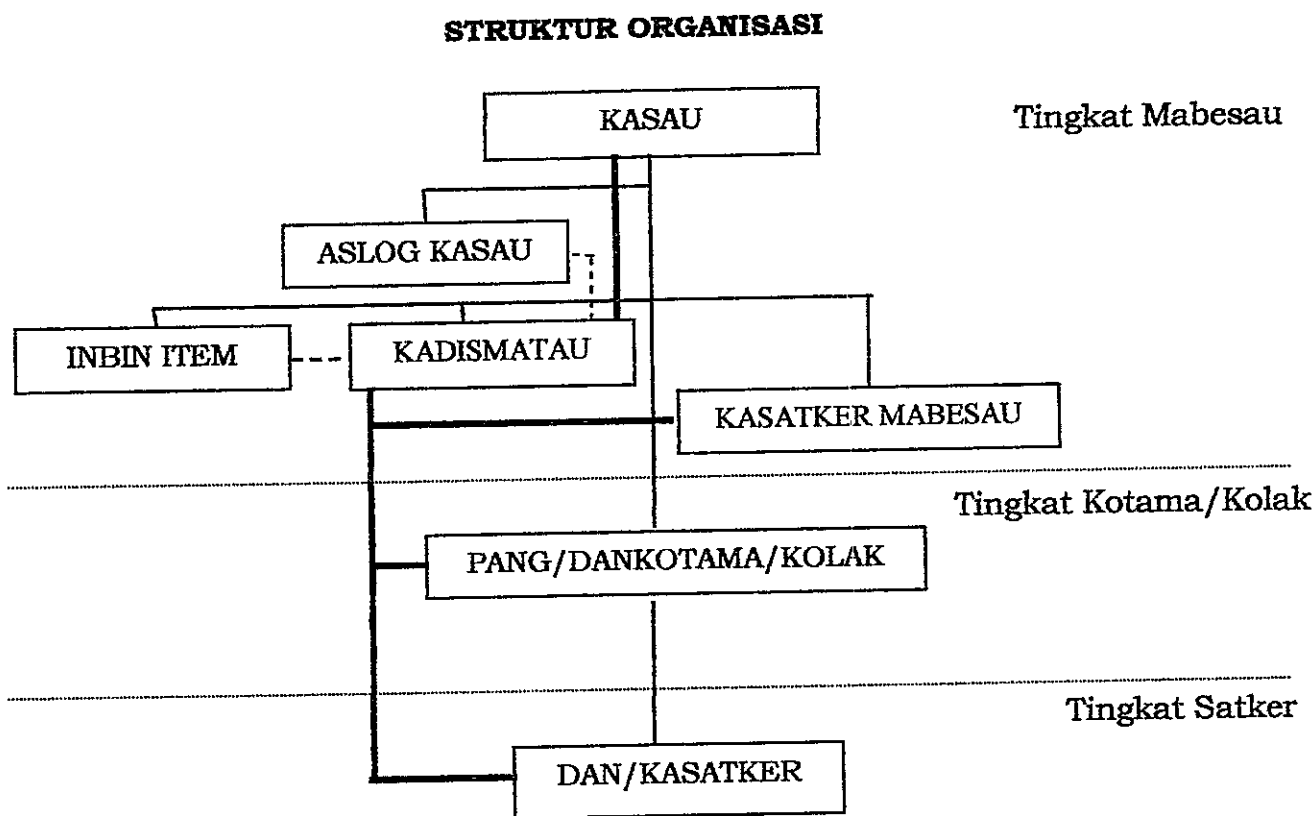 STRUKTUR ORGANISASI
KASAU
Tingkat Mabesau
ASLOG KASAU
INBIN ITEM
KADISMATAU
KASATKER MABESAU
Tingkat Kotama/Kolak
PANG/DANKOTAMA/KOLAK
Tingkat Satker
DAN/KASATKER